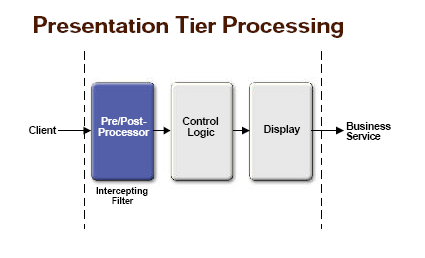 Presentation Tier Processing
Client
Pre/Post-
Processor
Control
Logic
Display
Business
Service
Intercepting
Filter